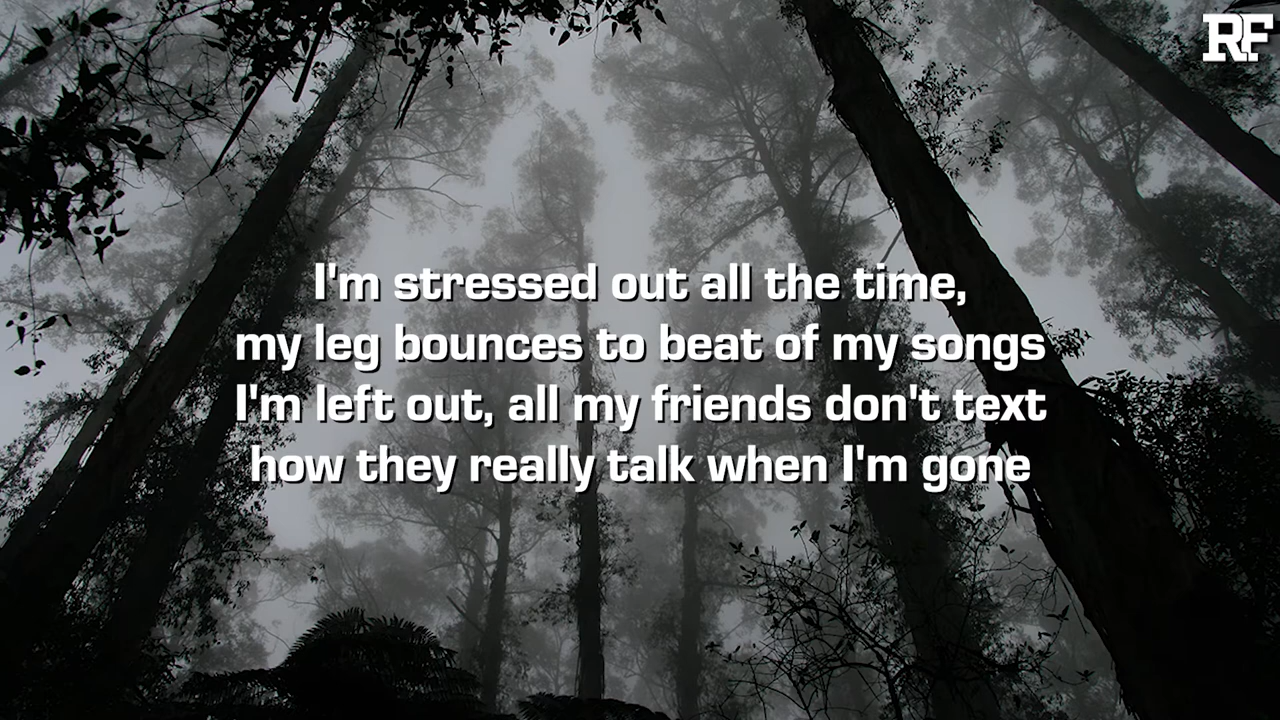 RF
I'm stressed out all the time,
my leg bounces to beat of my songs
I'm left out, all my friends don't text
how they really talk when I'm gone